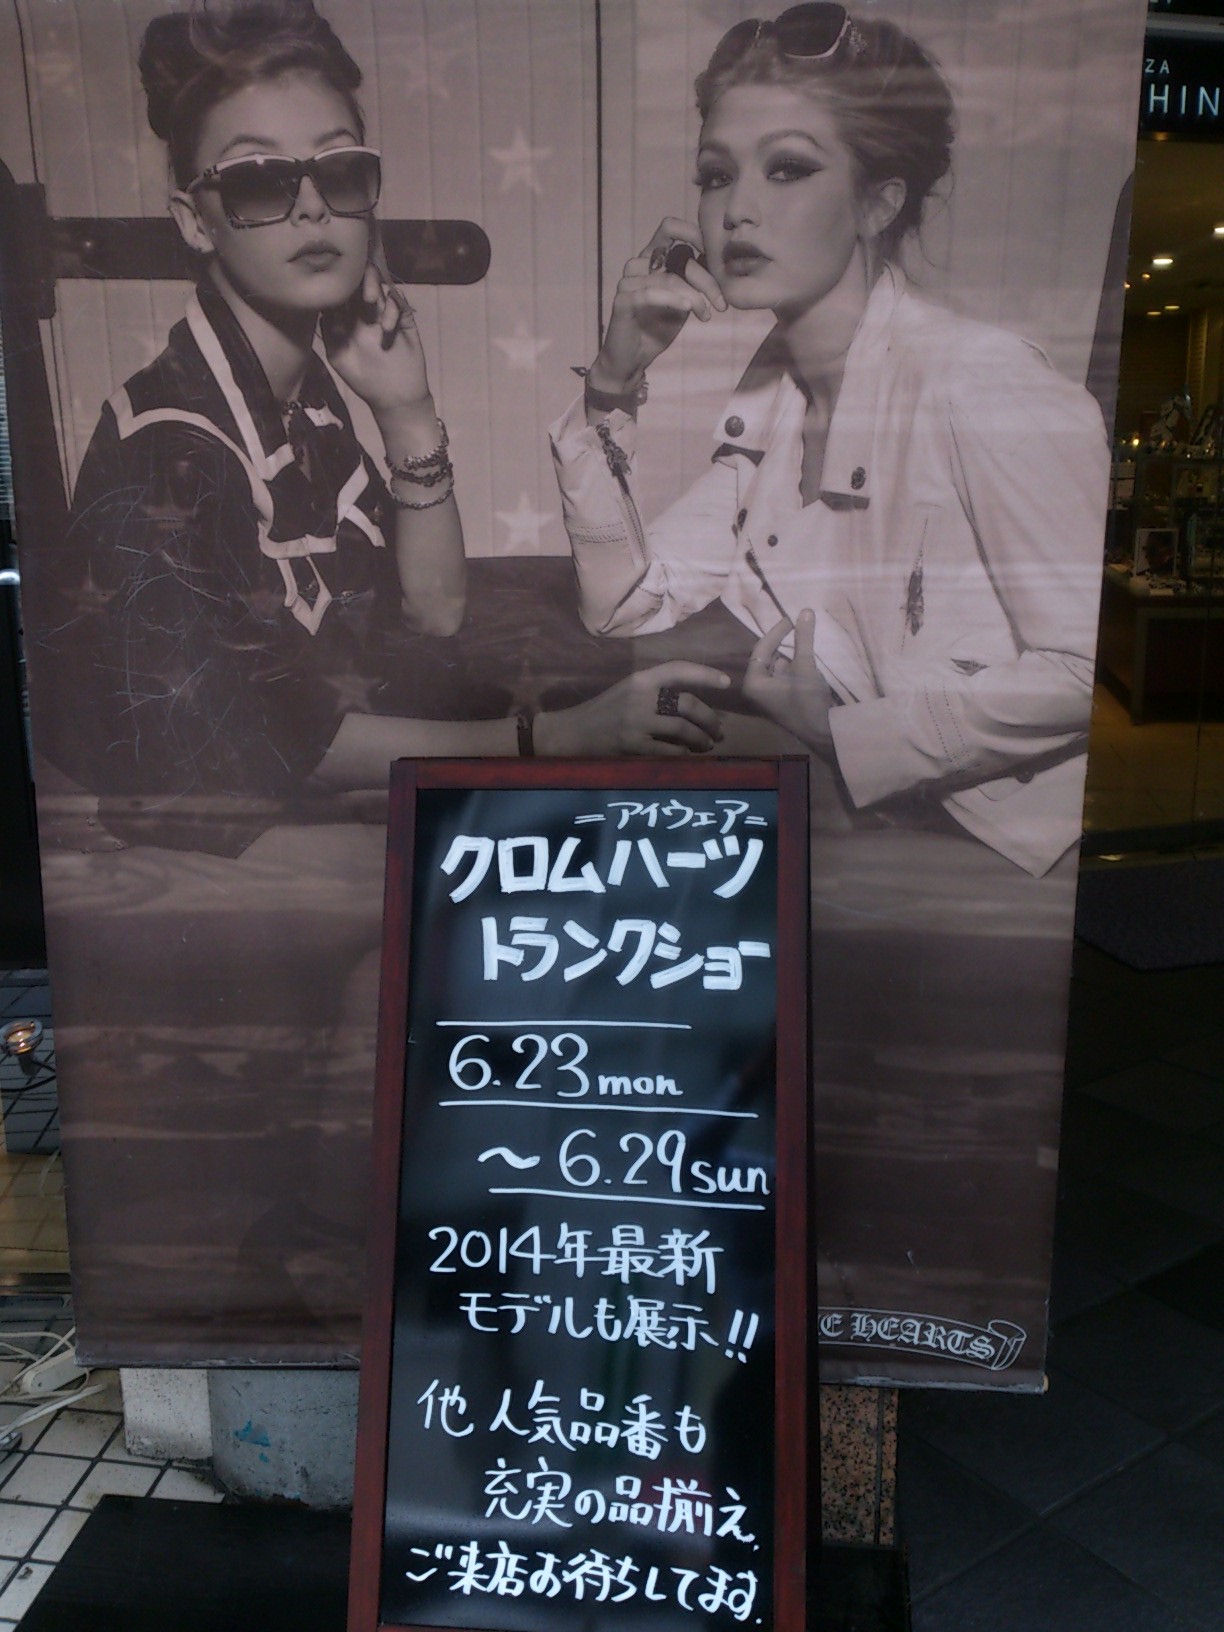 ZA
HIN
=アイウェア=
クロムハーツ
トランクショー
6.23mon
～6.29sun
2014年最新
モデルも展示!!
他 人気品番も
充実の品揃え.
ご来店お待ちしてます.
E HEARTS